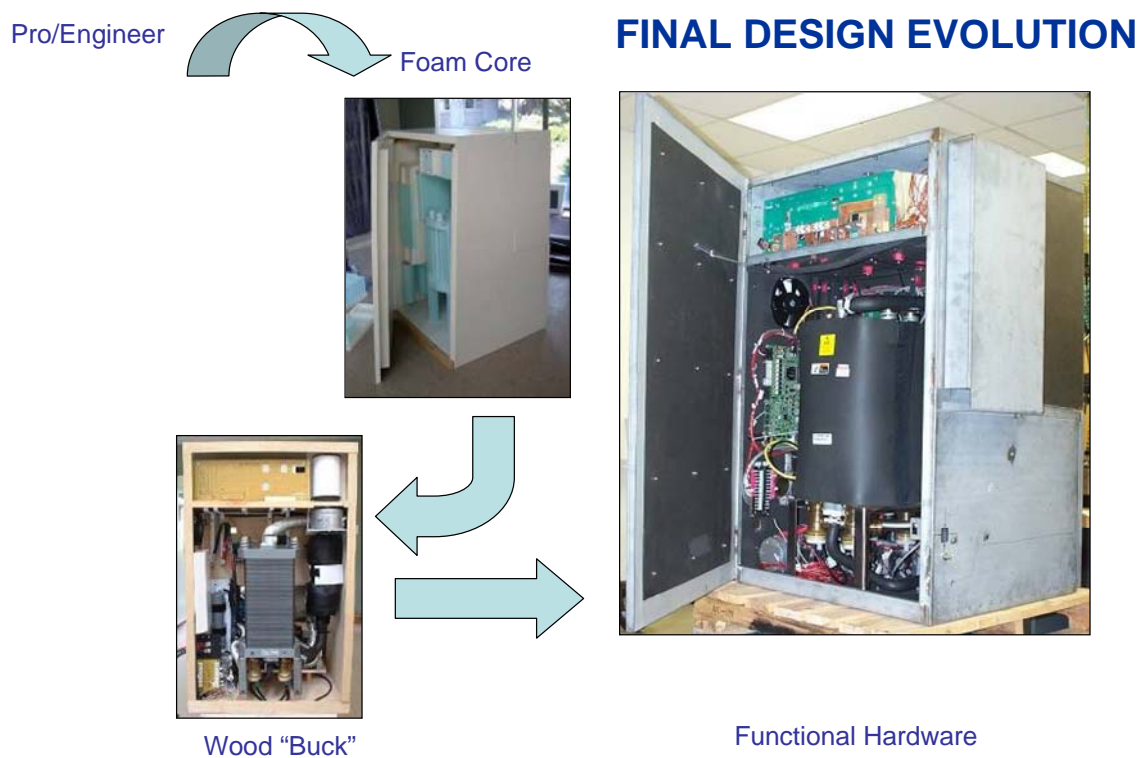 Pro/Engineer
FINAL DESIGN EVOLUTION
Foam Core
Wood “Buck”
Functional Hardware